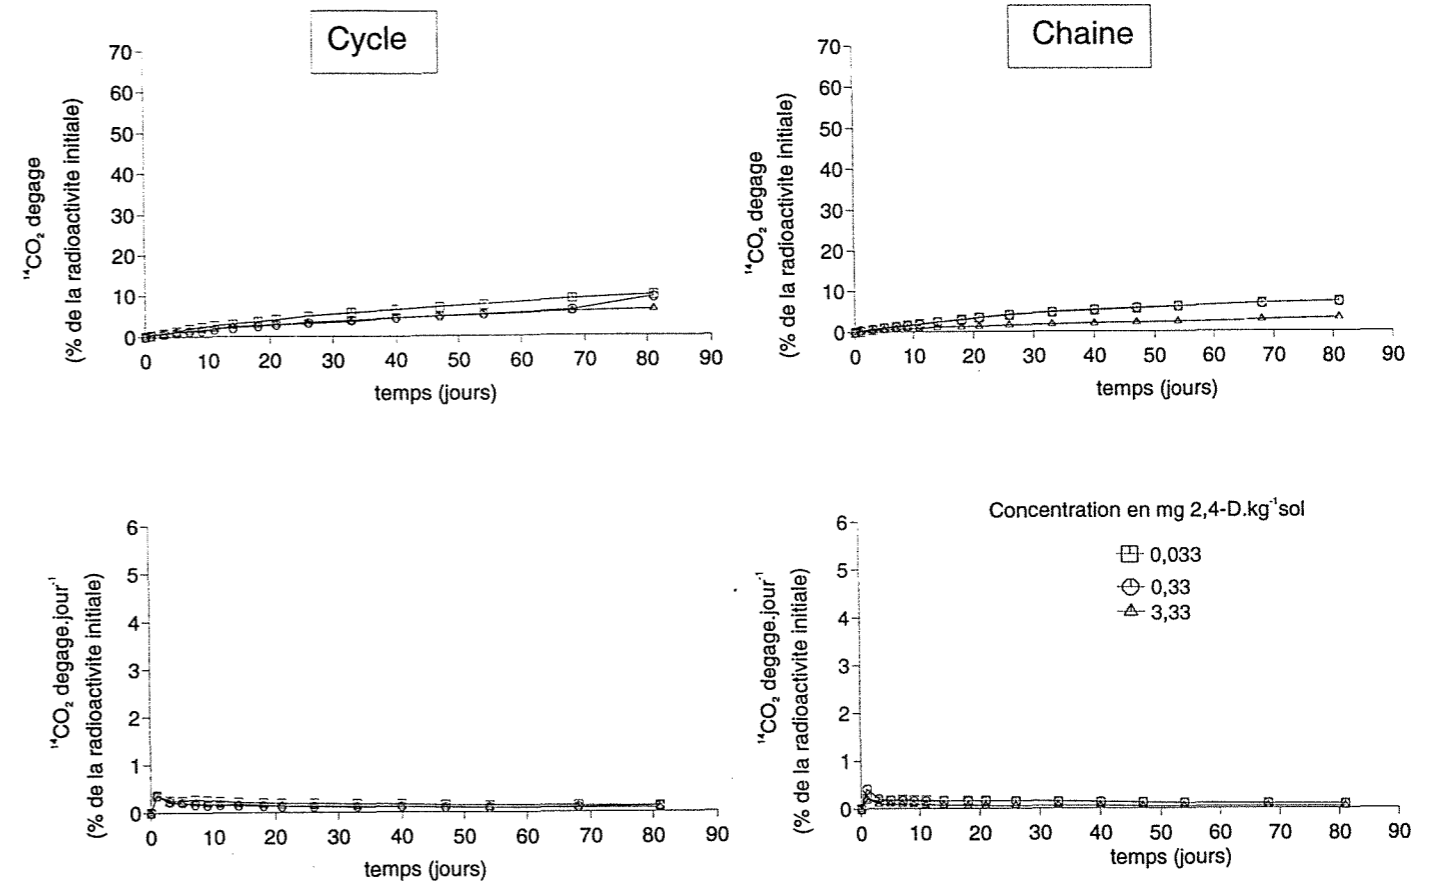 Cycle
70
60
50
40
30
20
10
0
0 10 20 30 40 50 60 70 80 90
temps (jours)
¹⁴CO₂ degage
(% de la radioactivite initiale)
Chaine
70
60
50
40
30
20
10
0
0 10 20 30 40 50 60 70 80 90
temps (jours)
¹⁴CO₂ degage
(% de la radioactivite initiale)
6
5
4
3
2
1
0
0 10 20 30 40 50 60 70 80 90
temps (jours)
¹⁴CO₂ degage.jour⁻¹
(% de la radioactivite initiale)
Concentration en mg 2,4-D.kg⁻¹sol
0,033
0,33
3,33
6
5
4
3
2
1
0
0 10 20 30 40 50 60 70 80 90
temps (jours)
¹⁴CO₂ degage.jour⁻¹
(% de la radioactivite initiale)